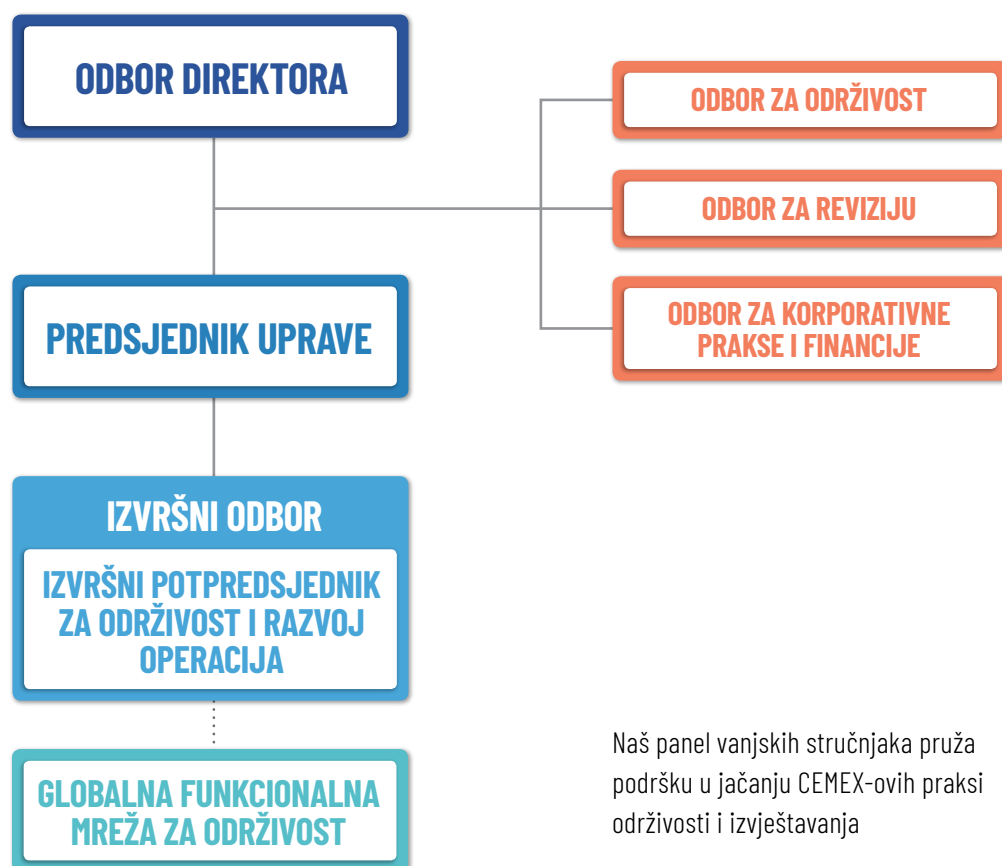 ODBOR DIREKTORA
ODBOR ZA ODRŽIVOST
ODBOR ZA REVIZIJU
ODBOR ZA KORPORATIVNE
PRAKSE I FINANCIJE
PREDSJEDNIK UPRAVE
IZVRŠNI ODBOR
IZVRŠNI POTPREDSJEDNIK
ZA ODRŽIVOST I RAZVOJ
OPERACIJA
GLOBALNA FUNKCIONALNA
MREŽA ZA ODRŽIVOST
Naš panel vanjskih stručnjaka pruža
podršku u jačanju CEMEX-ovih praksi
održivosti i izvještavanja